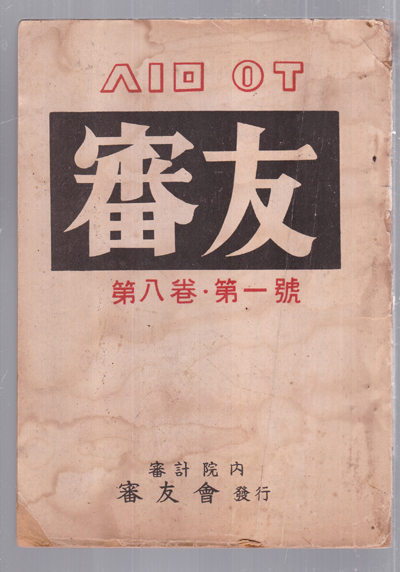 ㅅㅣㅁ ㅇㅜ
審友
第八卷·第一號
審計院內
審友會 發行